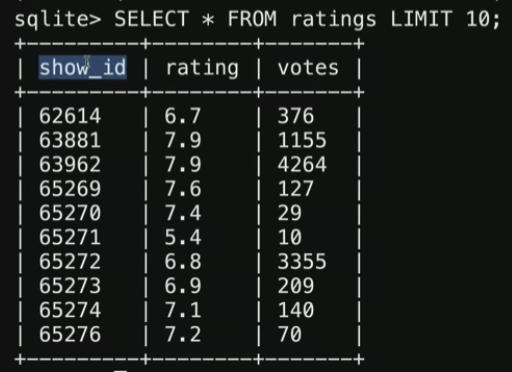 sqlite> SELECT * FROM ratings LIMIT 10;
+---------+--------+-------+
| show_id | rating | votes |
+---------+--------+-------+
| 62614   | 6.7    | 376   |
| 63881   | 7.9    | 1155  |
| 63962   | 7.9    | 4264  |
| 65269   | 7.6    | 127   |
| 65270   | 7.4    | 29    |
| 65271   | 5.4    | 10    |
| 65272   | 6.8    | 3355  |
| 65273   | 6.9    | 209   |
| 65274   | 7.1    | 140   |
| 65276   | 7.2    | 70    |
+---------+--------+-------+